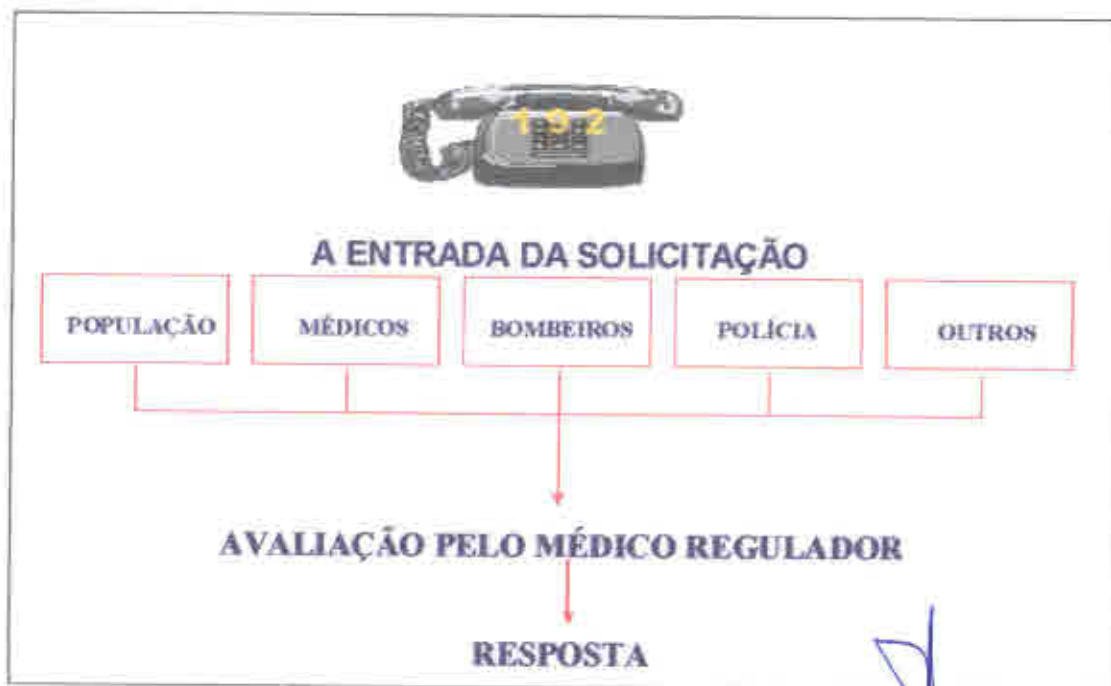 192
A ENTRADA DA SOLICITAÇÃO
POPULAÇÃO MÉDICOS BOMBEIROS POLÍCIA OUTROS
AVALIAÇÃO PELO MÉDICO REGULADOR
RESPOSTA